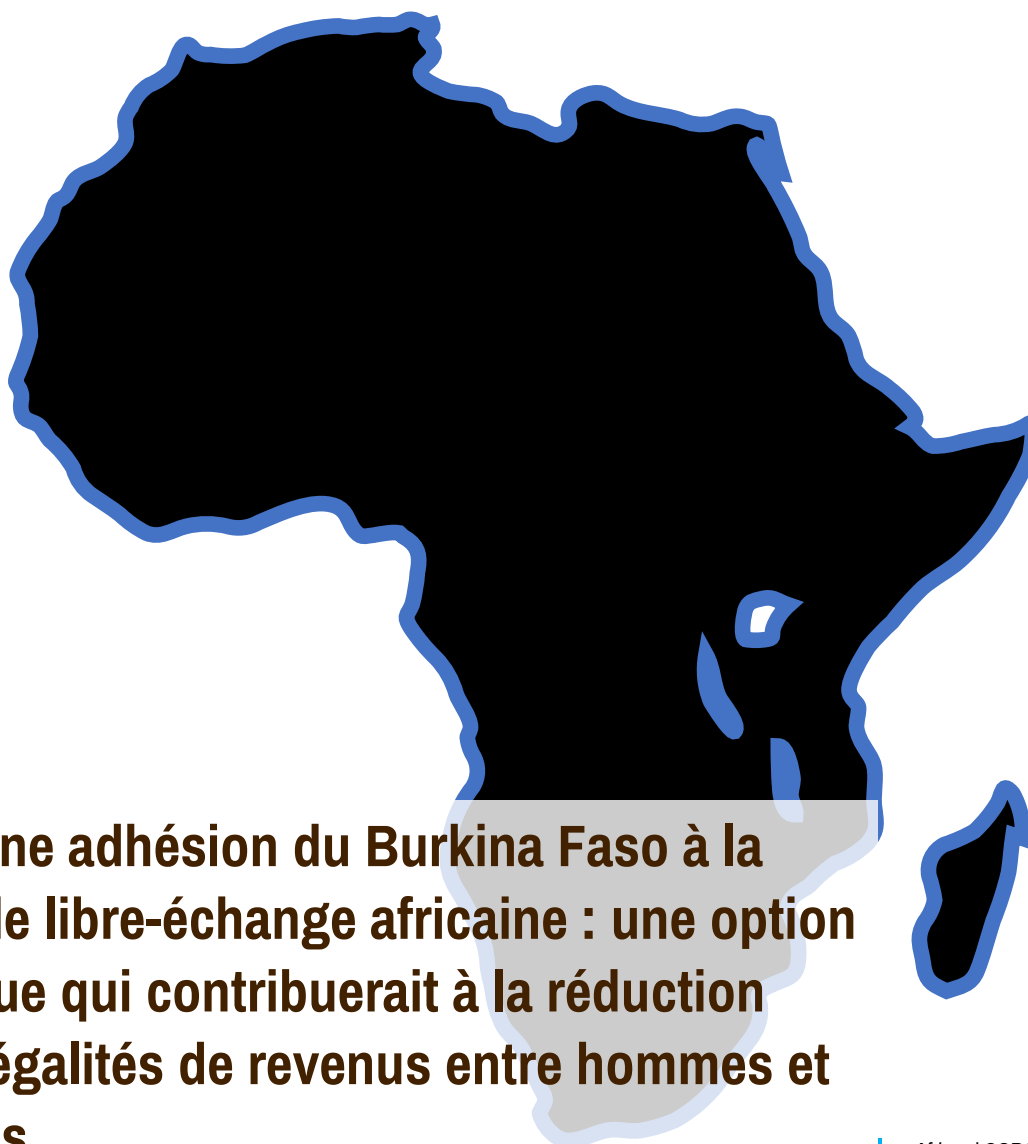 ne adhésion du Burkina Faso à la
le libre-échange africaine : une option
ue qui contribuerait à la réduction
égalités de revenus entre hommes et
s